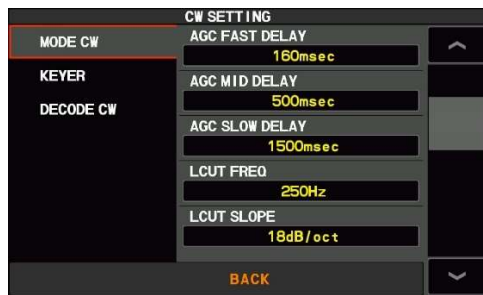 CW SETTING
MODE CW
KEYER
DECODE CW
AGC FAST DELAY
160msec
AGC MID DELAY
500msec
AGC SLOW DELAY
1500msec
LCUT FREQ
250Hz
LCUT SLOPE
18dB/oct
BACK